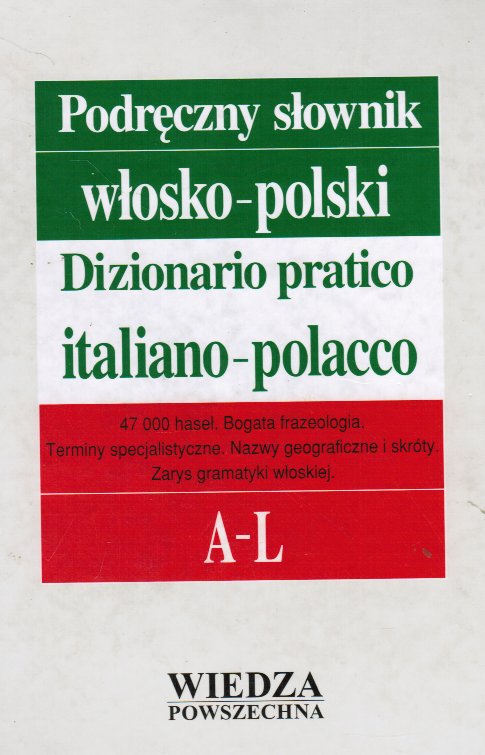 Podręczny słownik
włosko-polski
Dizionario pratico
italiano-polacco
47 000 haseł. Bogata frazeologia.
Terminy specjalistyczne. Nazwy geograficzne i skróty.
Zarys gramatyki włoskiej.
A-L
WIEDZA
POWSZECHNA